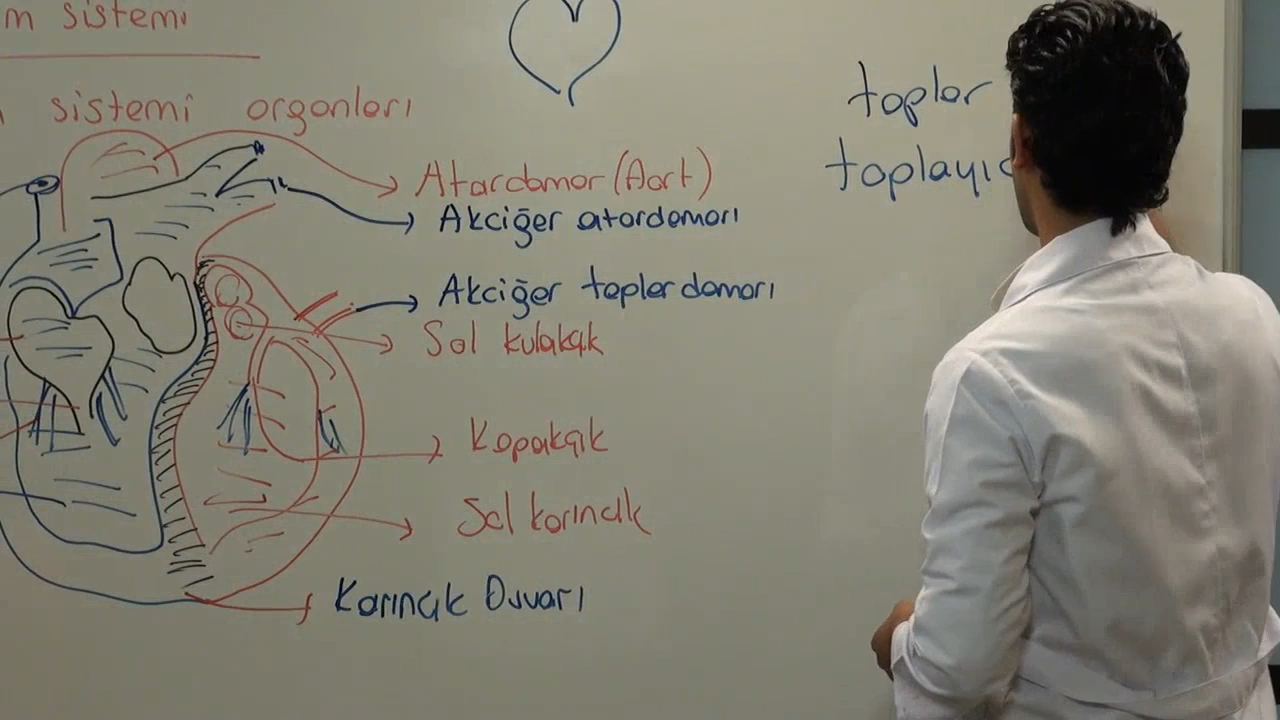 m sistemi
sistemi organları
Atardamar (Aort)
Akciğer atardamarı
Akciğer toplardamarı
Sol kulakçık
Kapakçık
Sol karıncık
Karıncık Duvarı
toplar
toplayıc